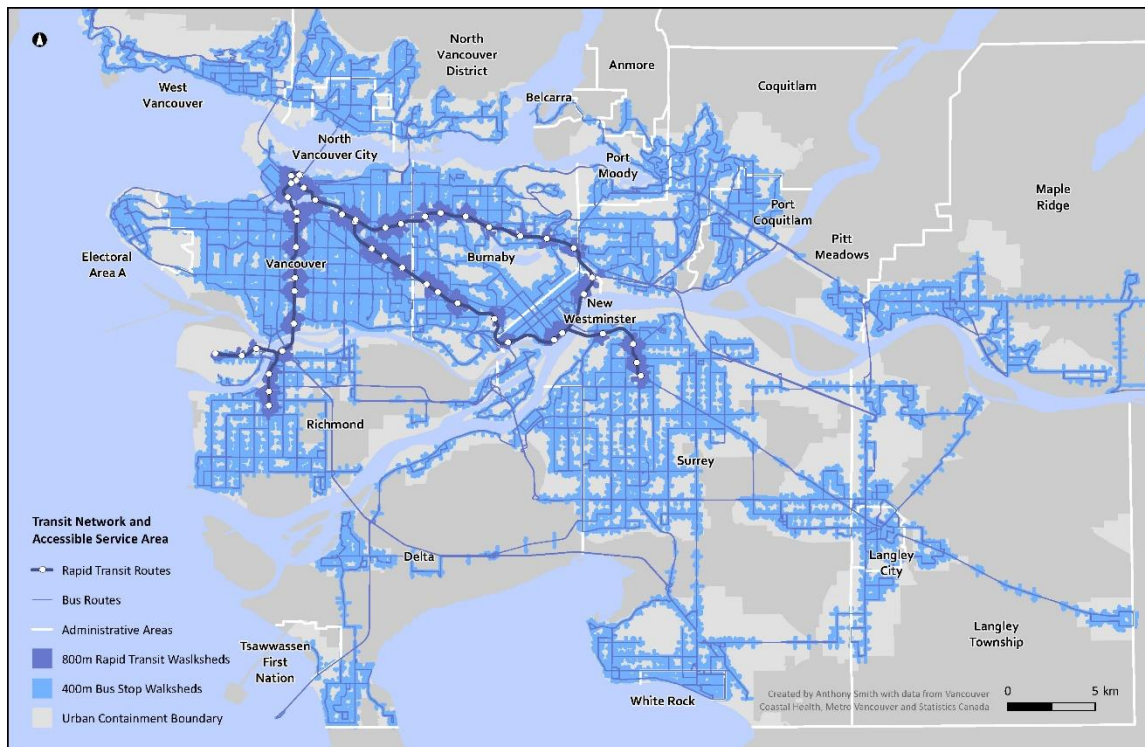 North
Vancouver
District
Anmore
Coquitlam
West
Vancouver
Belcarra
North
Vancouver City
Port
Moody
Maple
Ridge
Port
Coquitlam
Electoral
Area A
Vancouver
Burnaby
Pitt
Meadows
New
Westminster
Richmond
Surrey
Transit Network and
Accessible Service Area
Rapid Transit Routes
Bus Routes
Administrative Areas
800m Rapid Transit Waslksheds
400m Bus Stop Walksheds
Urban Containment Boundary
Delta
Langley
City
Tsawwassen
First
Nation
Langley
Township
White Rock
Created by Anthony Smith with data from Vancouver
Coastal Health, Metro Vancouver and Statistics Canada
0 5 km